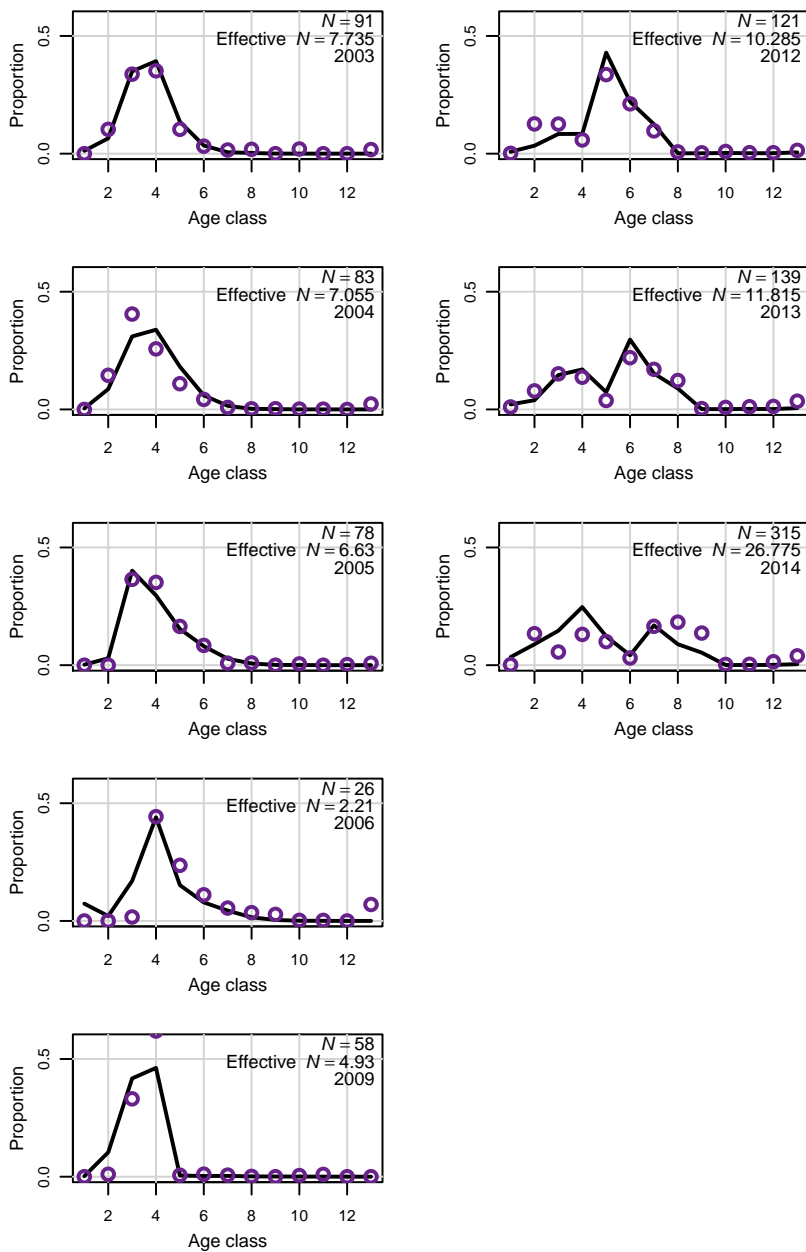 N = 91
Effective N = 7.735
2003
0.5
0.0
Proportion
2 4 6 8 10 12
Age class
N = 83
Effective N = 7.055
2004
0.5
0.0
Proportion
2 4 6 8 10 12
Age class
N = 78
Effective N = 6.63
2005
0.5
0.0
Proportion
2 4 6 8 10 12
Age class
N = 26
Effective N = 2.21
2006
0.5
0.0
Proportion
2 4 6 8 10 12
Age class
N = 58
Effective N = 4.93
2009
0.5
0.0
Proportion
2 4 6 8 10 12
Age class
N = 121
Effective N = 10.285
2012
0.5
0.0
Proportion
2 4 6 8 10 12
Age class
N = 139
Effective N = 11.815
2013
0.5
0.0
Proportion
2 4 6 8 10 12
Age class
N = 315
Effective N = 26.775
2014
0.5
0.0
Proportion
2 4 6 8 10 12
Age class